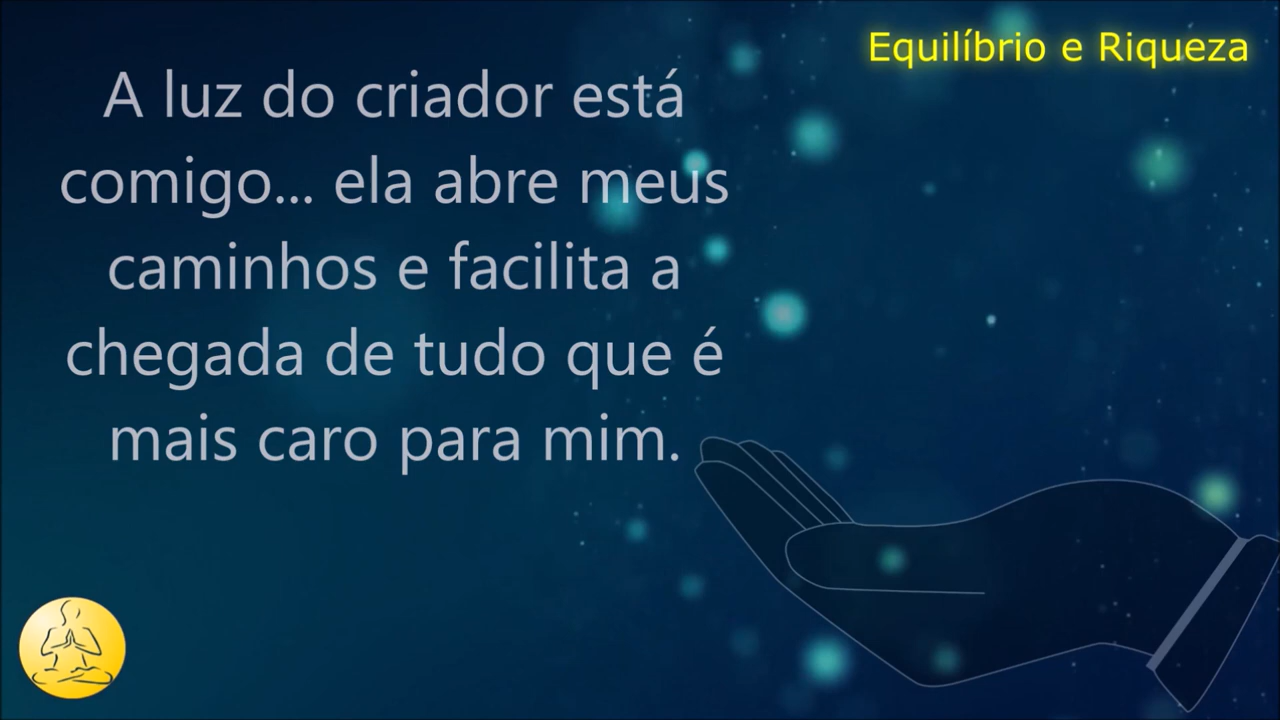 Equilíbrio e Riqueza
A luz do criador está
comigo... ela abre meus
caminhos e facilita a
chegada de tudo que é
mais caro para mim.